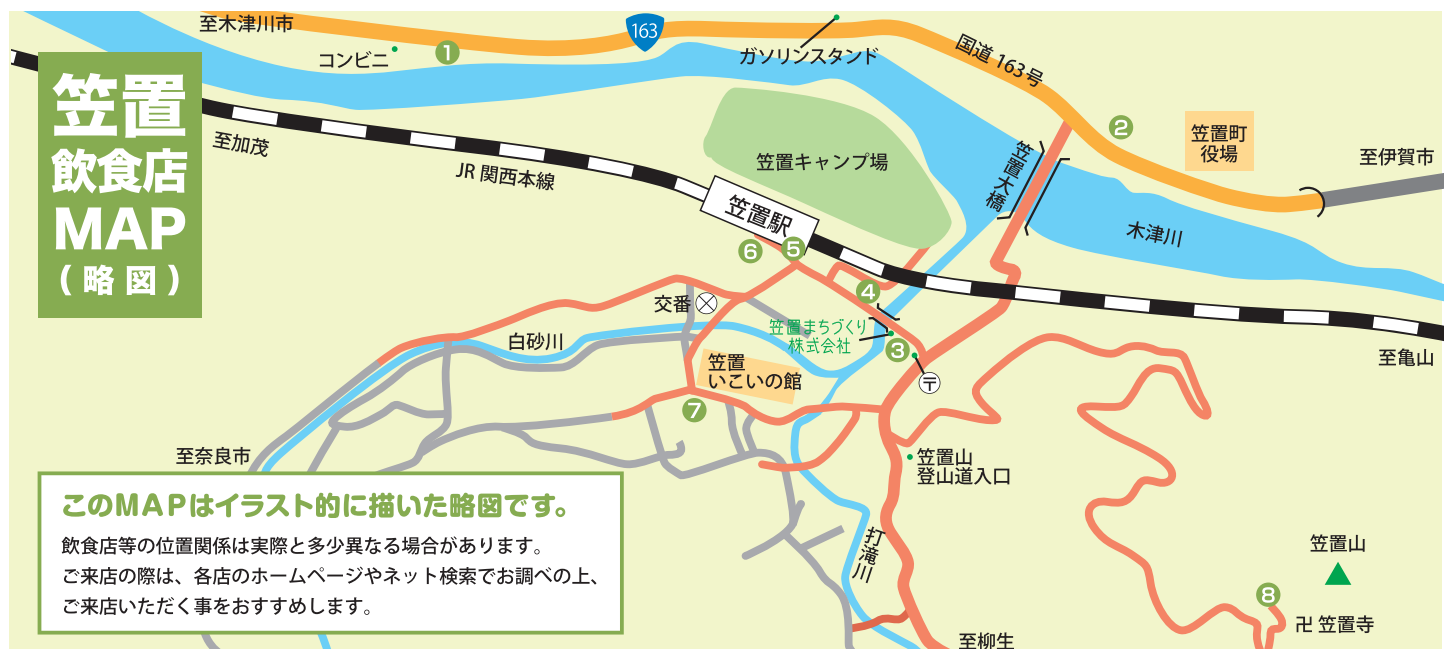 至木津川市
163
コンビニ
1
ガソリンスタンド
国道 163号
笠置
飲食店
MAP
(略図)
至加茂
JR 関西本線
笠置キャンプ場
笠置駅
笠置大橋
2
笠置町
役場
至伊賀市
木津川
6
5
4
交番
白砂川
笠置まちづくり
株式会社
3
〒
至亀山
笠置
いこいの館
7
至奈良市
笠置山
登山道入口
このMAPはイラスト的に描いた略図です。
飲食店等の位置関係は実際と多少異なる場合があります。
ご来店の際は、各店のホームページやネット検索でお調べの上、
ご来店いただく事をおすすめします。
打滝川
笠置山
8
卍 笠置寺
至柳生